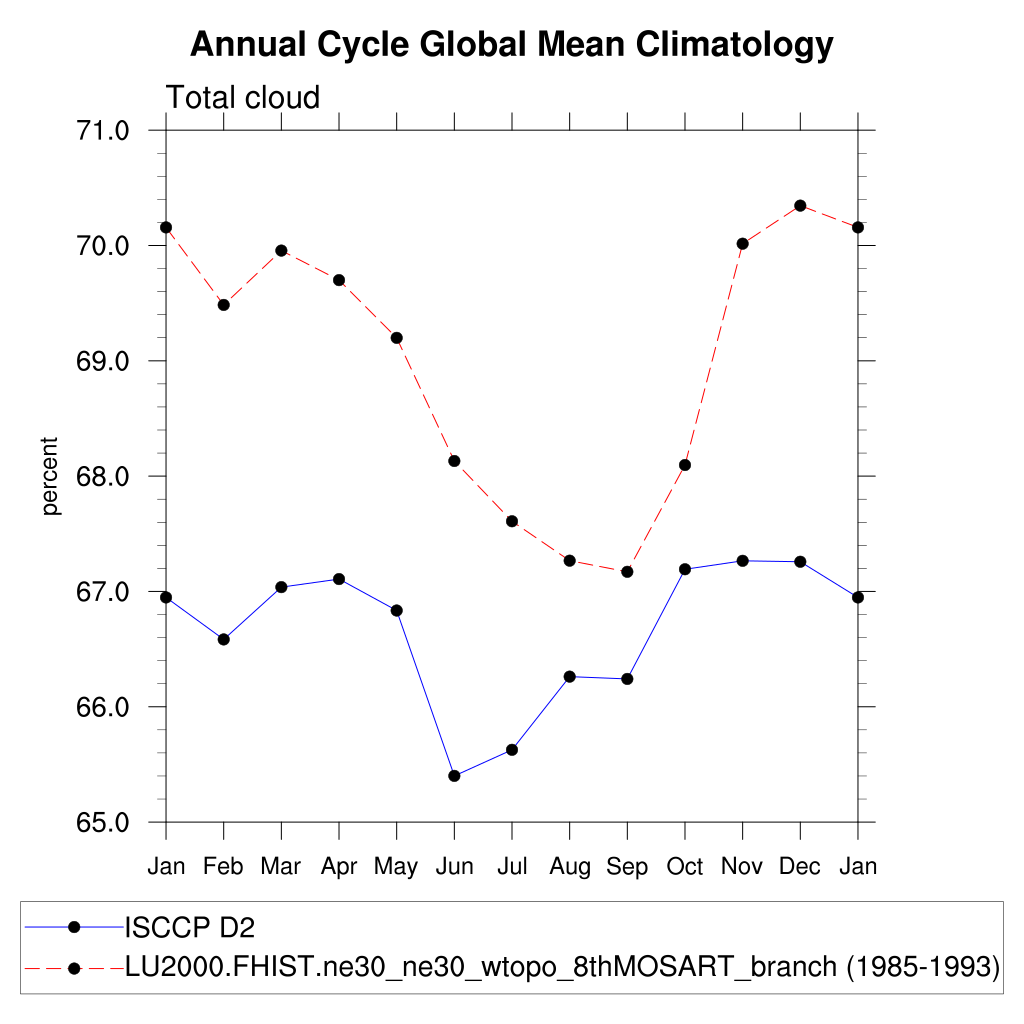 Annual Cycle Global Mean Climatology
Total cloud
71.0
70.0
69.0
68.0
67.0
66.0
65.0
percent
Jan Feb Mar Apr May Jun Jul Aug Sep Oct Nov Dec Jan
ISCCP D2
LU2000.FHIST.ne30_ne30_wtopo_8thMOSART_branch (1985-1993)